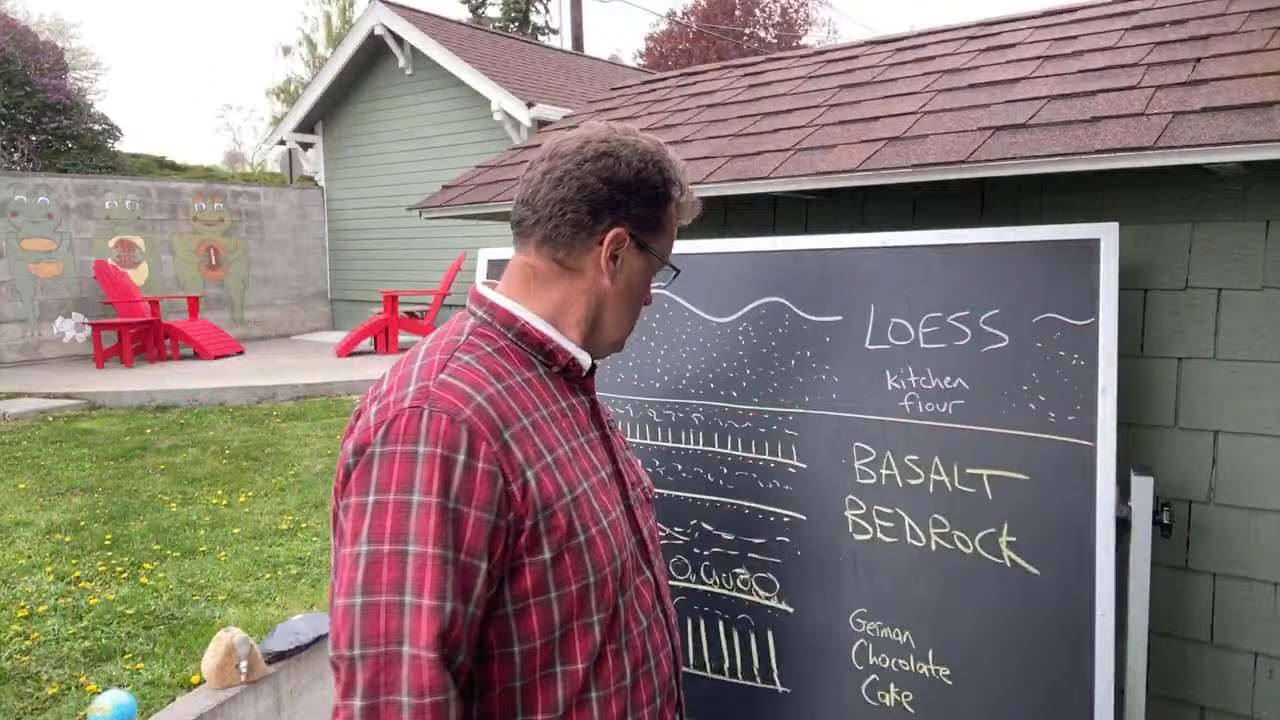 LOESS
kitchen
flour
BASALT
BEDROCK
German
Chocolate
Cake